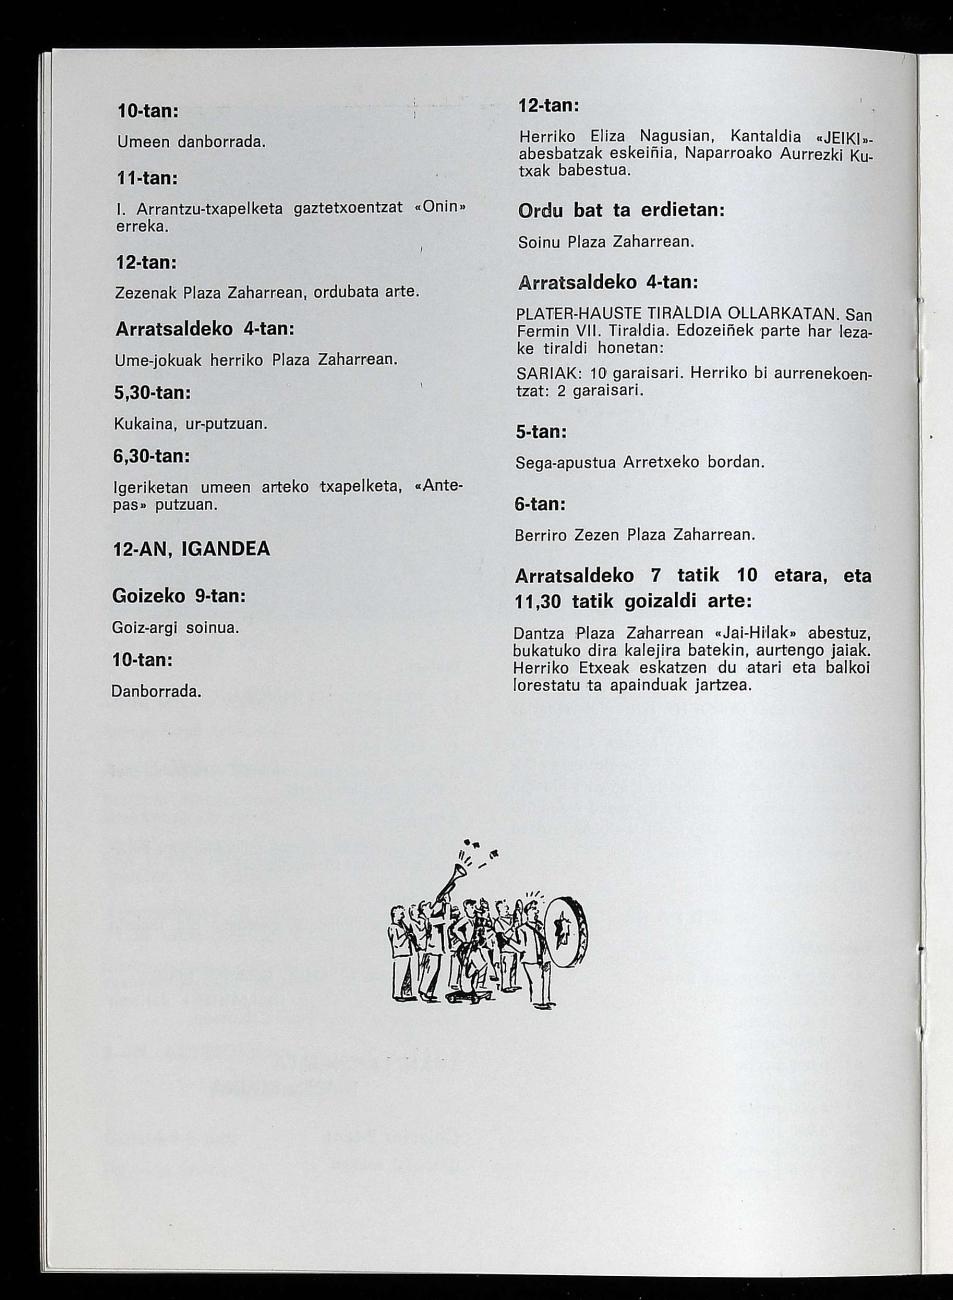 10-tan:
Umeen danborrada.
11-tan:
I. Arrantzu-txapelketa gaztetxoentzat «Onin»
erreka.
12-tan:
Zezenak Plaza Zaharrean, ordubata arte.
Arratsaldeko 4-tan:
Ume-jokuak herriko Plaza Zaharrean.
5,30-tan:
Kukaina, ur-putzuan.
6,30-tan:
Igeriketan umeen arteko txapelketa, «Ante-
pas» putzuan.
12-AN, IGANDEA
Goizeko 9-tan:
Goiz-argi soinua.
10-tan:
Danborrada.
12-tan:
Herriko Eliza Nagusian, Kantaldia «JEIKI»-
abesbatzak eskeiñia, Naparroako Aurrezki Ku-
txak babestua.
Ordu bat ta erdietan:
Soinu Plaza Zaharrean.
Arratsaldeko 4-tan:
PLATER-HAUSTE TIRALDIA OLLARKATAN. San
Fermin VII. Tiraldia. Edozeiñek parte har leza-
ke tiraldi honetan:
SARIAK: 10 garaisari. Herriko bi aurrenekoen-
tzat: 2 garaisari.
5-tan:
Sega-apustua Arretxeko bordan.
6-tan:
Berriro Zezen Plaza Zaharrean.
Arratsaldeko 7 tatik 10 etara, eta
11,30 tatik goizaldi arte:
Dantza Plaza Zaharrean «Jai-Hilak» abestuz,
bukatuko dira kalejira batekin, aurtengo jaiak.
Herriko Etxeak eskatzen du atari eta balkoi
lorestatu ta apainduak jartzea.